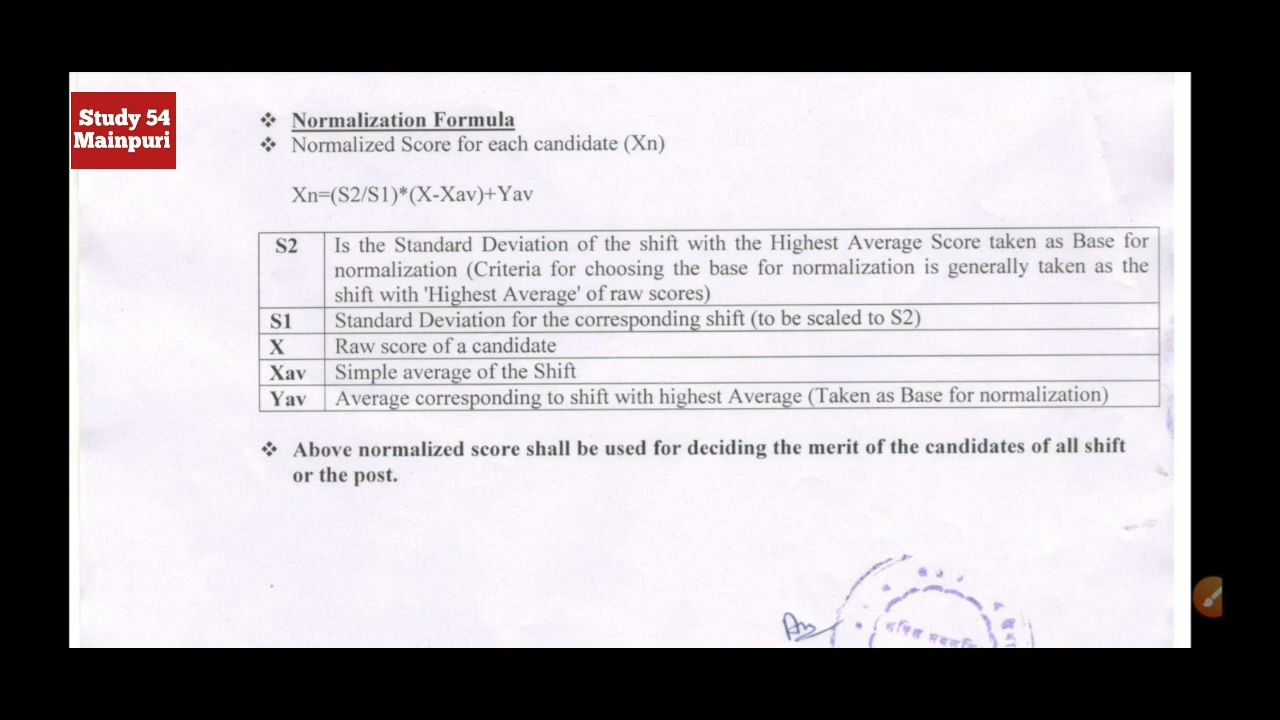 Study 54
Mainpuri
❖ Normalization Formula
❖ Normalized Score for each candidate (Xn)
Xn=(S2/S1)*(X-Xav)+Yav
S2 Is the Standard Deviation of the shift with the Highest Average Score taken as Base for
normalization (Criteria for choosing the base for normalization is generally taken as the
shift with 'Highest Average' of raw scores)
S1 Standard Deviation for the corresponding shift (to be scaled to S2)
X Raw score of a candidate
Xav Simple average of the Shift
Yav Average corresponding to shift with highest Average (Taken as Base for normalization)
❖ Above normalized score shall be used for deciding the merit of the candidates of all shift
or the post.